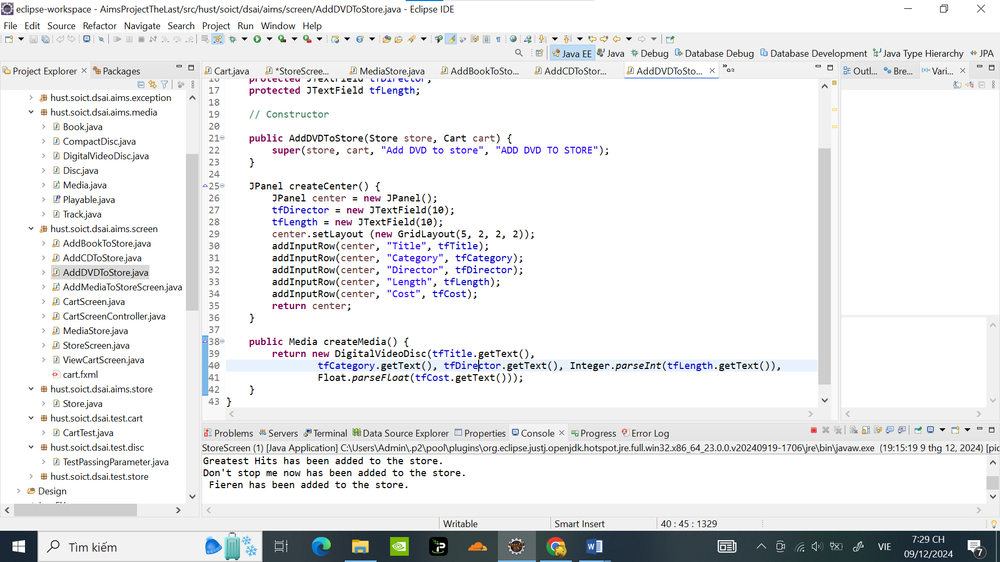 eclipse-workspace - AimsProjectTheLast/src/hust/soict/dsai/aims/screen/AddDVDToStore.java - Eclipse IDE
File Edit Source Refactor Navigate Search Project Run Window Help
Java EE Java Debug Database Debug Database Development Java Type Hierarchy JPA
Project Explorer Packages
hust.soict.dsai.aims.exception
hust.soict.dsai.aims.media
Book.java
CompactDisc.java
DigitalVideoDisc.java
Disc.java
Media.java
Playable.java
Track.java
hust.soict.dsai.aims.screen
AddBookToStore.java
AddCDToStore.java
AddDVDToStore.java
AddMediaToStoreScreen.java
CartScreen.java
CartScreenController.java
MediaStore.java
StoreScreen.java
ViewCartScreen.java
cart.fxml
hust.soict.dsai.aims.store
Store.java
hust.soict.dsai.test.cart
CartTest.java
hust.soict.dsai.test.disc
TestPassingParameter.java
hust.soict.dsai.test.store
Design
Cart.java *StoreScree... MediaStore.java AddBookToSto... AddCDToStor... AddDVDToSto...
16 protected JTextField tfDirector;
17 protected JTextField tfLength;
18
19 // Constructor
20
21 public AddDVDToStore(Store store, Cart cart) {
22 super(store, cart, "Add DVD to store", "ADD DVD TO STORE");
23 }
24
25 JPanel createCenter() {
26 JPanel center = new JPanel();
27 tfDirector = new JTextField(10);
28 tfLength = new JTextField(10);
29 center.setLayout (new GridLayout(5, 2, 2, 2));
30 addInputRow(center, "Title", tfTitle);
31 addInputRow(center, "Category", tfCategory);
32 addInputRow(center, "Director", tfDirector);
33 addInputRow(center, "Length", tfLength);
34 addInputRow(center, "Cost", tfCost);
35 return center;
36 }
37
38 public Media createMedia() {
39 return new DigitalVideoDisc(tfTitle.getText(),
40 tfCategory.getText(), tfDirector.getText(), Integer.parseInt(tfLength.getText()),
41 Float.parseFloat(tfCost.getText()));
42 }
43 }
Outl... Bre... Vari...
Problems Servers Terminal Data Source Explorer Properties Console Progress Error Log
StoreScreen (1) [Java Application] C:\Users\Admin\.p2\pool\plugins\org.eclipse.justj.openjdk.hotspot.jre.full.win32.x86_64_23.0.0.v20240919-1706\jre\bin\javaw.exe (19:15:19 9 thg 12, 2024) [pic
Greatest Hits has been added to the store.
Don't stop me now has been added to the store.
Fieren has been added to the store.
Writable Smart Insert 40 : 45 : 1329
Tìm kiếm
VIE
7:29 CH
09/12/2024
7